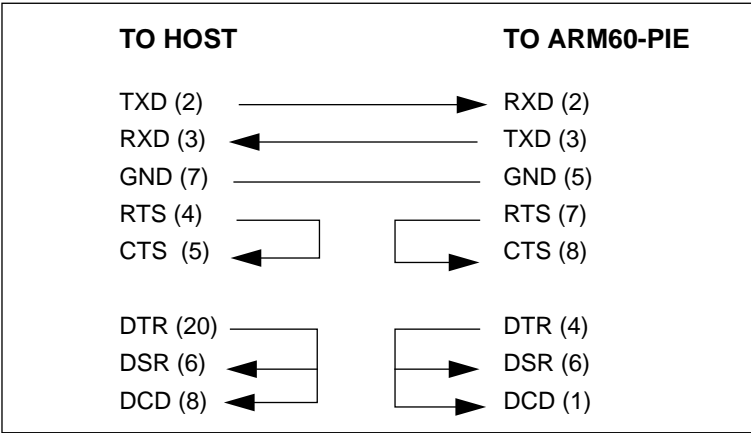 TO HOST TO ARM60-PIE
TXD (2) RXD (2)
RXD (3) TXD (3)
GND (7) GND (5)
RTS (4) RTS (7)
CTS (5) CTS (8)
DTR (20) DTR (4)
DSR (6) DSR (6)
DCD (8) DCD (1)